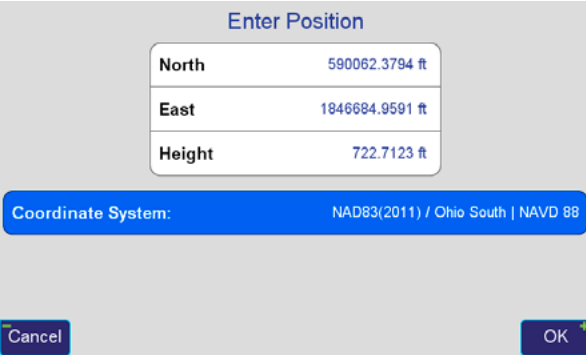 Enter Position
North 590062.3794 ft
East 1846684.9591 ft
Height 722.7123 ft
Coordinate System: NAD83(2011) / Ohio South | NAVD 88
Cancel OK